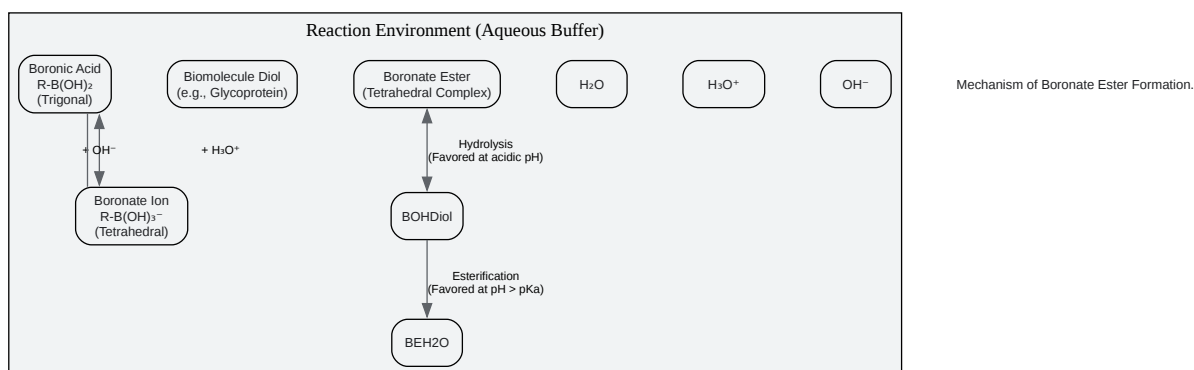 Reaction Environment (Aqueous Buffer)
Boronic Acid
R-B(OH)₂
(Trigonal)
Biomolecule Diol
(e.g., Glycoprotein)
Boronate Ester
(Tetrahedral Complex)
H₂O
H₃O⁺
OH⁻
Mechanism of Boronate Ester Formation.
+ OH⁻
+ H₃O⁺
Hydrolysis
(Favored at acidic pH)
Boronate Ion
R-B(OH)₃⁻
(Tetrahedral)
BOHDiol
Esterification
(Favored at pH > pKa)
BEH2O